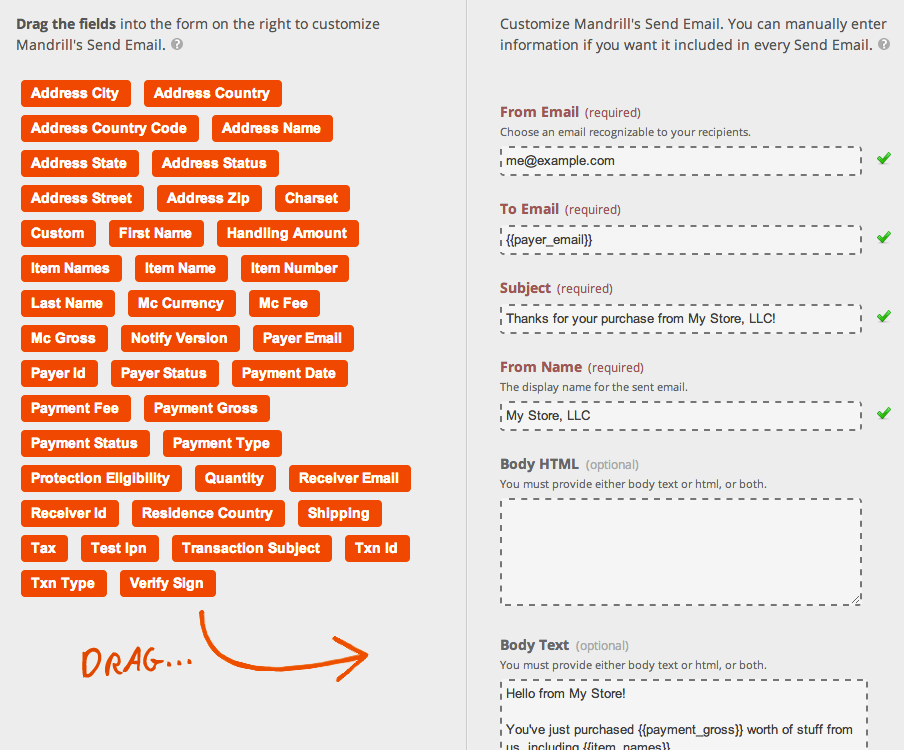 Drag the fields into the form on the right to customize
Mandrill's Send Email. ?
Address City Address Country
Address Country Code Address Name
Address State Address Status
Address Street Address Zip Charset
Custom First Name Handling Amount
Item Names Item Name Item Number
Last Name Mc Currency Mc Fee
Mc Gross Notify Version Payer Email
Payer Id Payer Status Payment Date
Payment Fee Payment Gross
Payment Status Payment Type
Protection Eligibility Quantity Receiver Email
Receiver Id Residence Country Shipping
Tax Test Ipn Transaction Subject Txn Id
Txn Type Verify Sign
DRAG...
Customize Mandrill's Send Email. You can manually enter
information if you want it included in every Send Email. ?
From Email (required)
Choose an email recognizable to your recipients.
me@example.com
To Email (required)
{{payer_email}}
Subject (required)
Thanks for your purchase from My Store, LLC!
From Name (required)
The display name for the sent email.
My Store, LLC
Body HTML (optional)
You must provide either body text or html, or both.
Body Text (optional)
You must provide either body text or html, or both.
Hello from My Store!
You've just purchased {{payment_gross}} worth of stuff from
us, including {{item_names}}